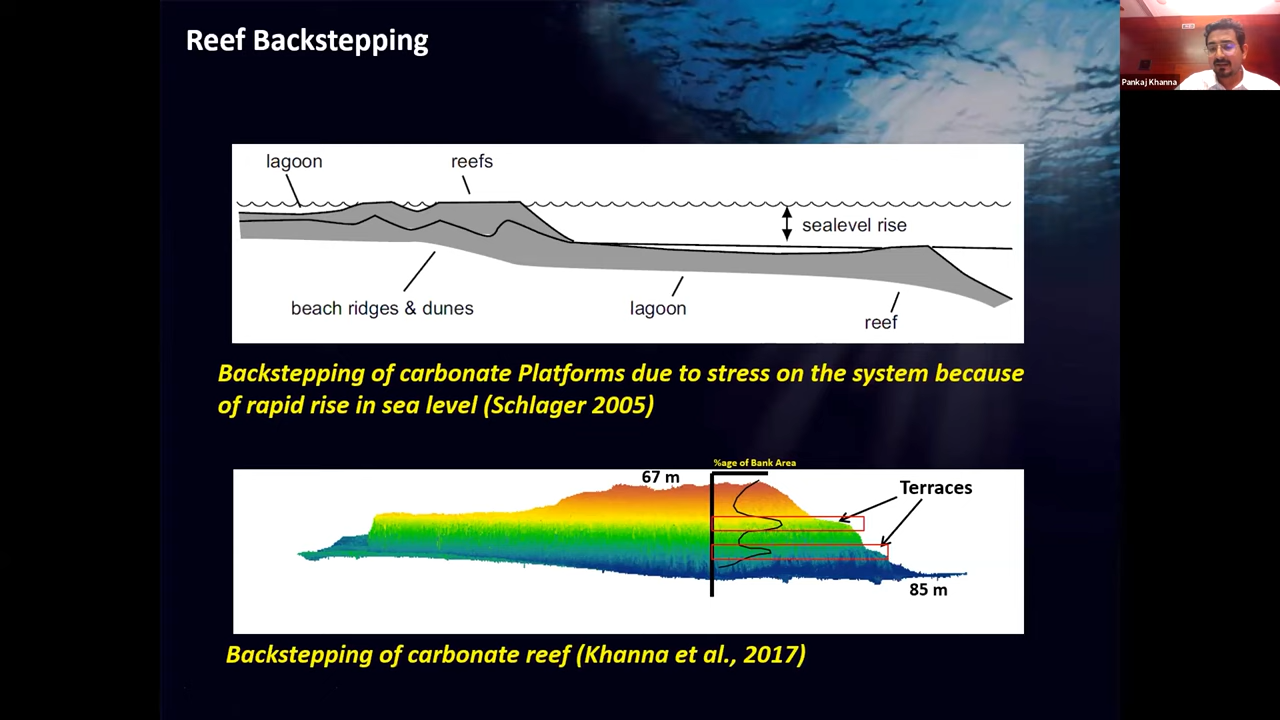 Reef Backstepping
Pankaj Khanna
lagoon
reefs
sealevel rise
beach ridges & dunes
lagoon
reef
Backstepping of carbonate Platforms due to stress on the system because
of rapid rise in sea level (Schlager 2005)
%age of Bank Area
67 m
Terraces
85 m
Backstepping of carbonate reef (Khanna et al., 2017)